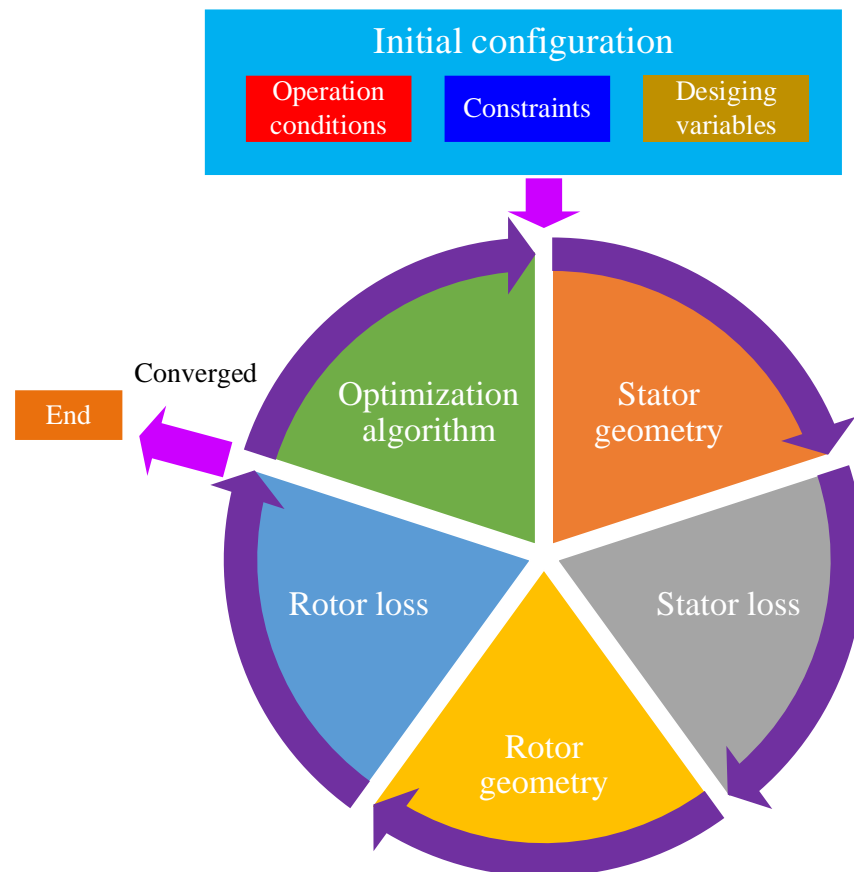 Initial configuration
Operation
conditions
Constraints
Desiging
variables
Converged
End
Optimization
algorithm
Stator
geometry
Rotor loss
Stator loss
Rotor
geometry